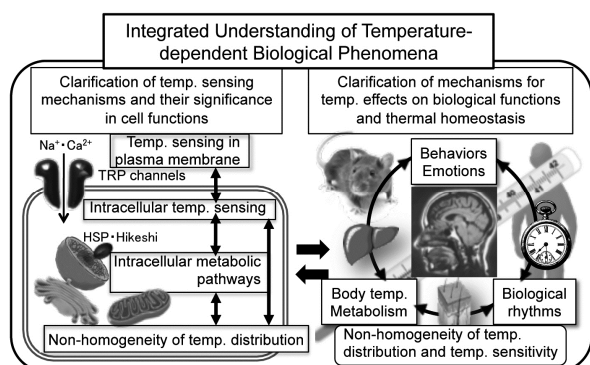 Integrated Understanding of Temperature-
dependent Biological Phenomena
Clarification of temp. sensing
mechanisms and their significance
in cell functions
Na⁺・Ca²⁺
Temp. sensing in
plasma membrane
TRP channels
Intracellular temp. sensing
HSP・Hikeshi
Intracellular metabolic
pathways
Non-homogeneity of temp. distribution
Clarification of mechanisms for
temp. effects on biological functions
and thermal homeostasis
Behaviors
Emotions
42
41
40
Body temp.
Metabolism
Biological
rhythms
Non-homogeneity of temp.
distribution and temp. sensitivity